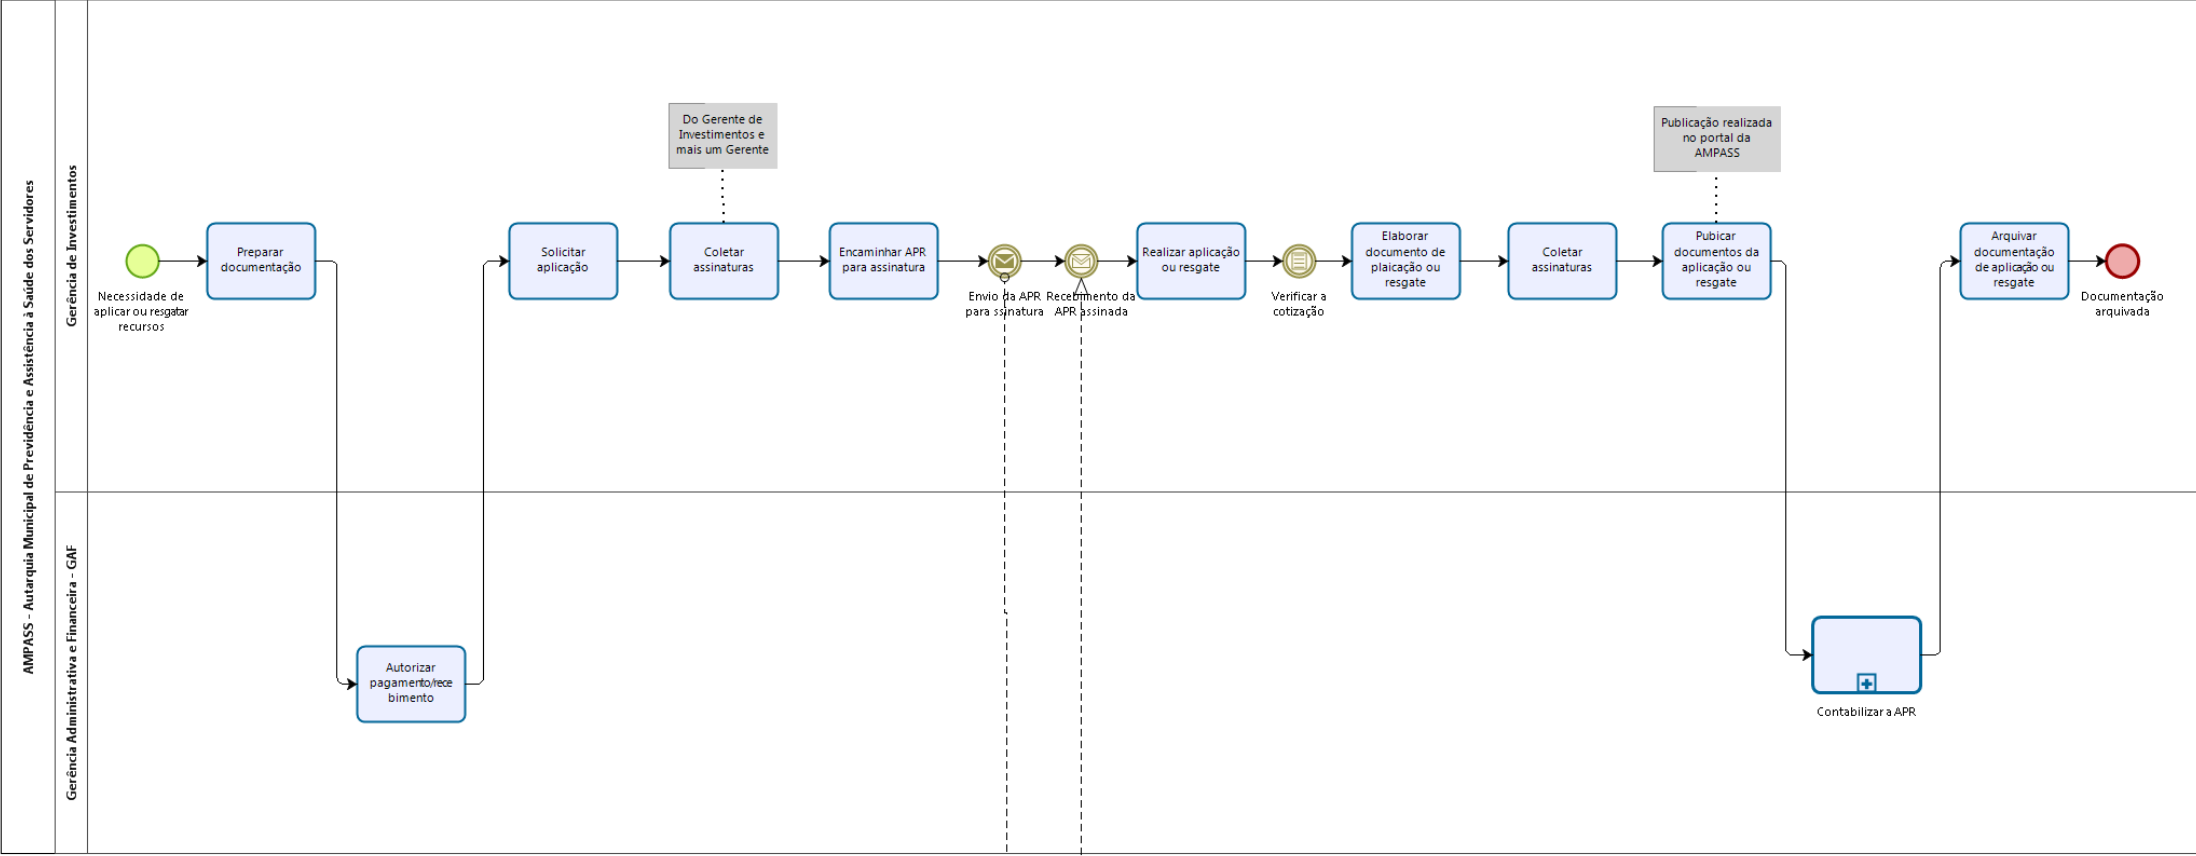 AMPASS - Autarquia Municipal de Previdência e Assistência à Saúde dos Servidores
Gerência de Investimentos
Necessidade de
aplicar ou resgatar
recursos
Preparar
documentação
Solicitar
aplicação
Do Gerente de
Investimentos e
mais um Gerente
Coletar
assinaturas
Encaminhar APR
para assinatura
Envio da APR
para ssinatura
Recebimento da
APR assinada
Realizar aplicação
ou resgate
Verificar a
cotização
Elaborar
documento de
plaicação ou
resgate
Coletar
assinaturas
Publicação realizada
no portal da
AMPASS
Pubicar
documentos da
aplicação ou
resgate
Arquivar
documentação
de aplicação ou
resgate
Documentação
arquivada
Gerência Administrativa e Financeira - GAF
Autorizar
pagamento/rece
bimento
Contabilizar a APR